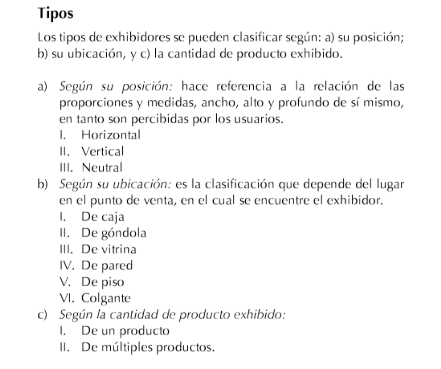 Tipos
Los tipos de exhibidores se pueden clasificar según: a) su posición;
b) su ubicación, y c) la cantidad de producto exhibido.
a) Según su posición: hace referencia a la relación de las
proporciones y medidas, ancho, alto y profundo de sí mismo,
en tanto son percibidas por los usuarios.
I. Horizontal
II. Vertical
III. Neutral
b) Según su ubicación: es la clasificación que depende del lugar
en el punto de venta, en el cual se encuentre el exhibidor.
I. De caja
II. De góndola
III. De vitrina
IV. De pared
V. De piso
VI. Colgante
c) Según la cantidad de producto exhibido:
I. De un producto
II. De múltiples productos.